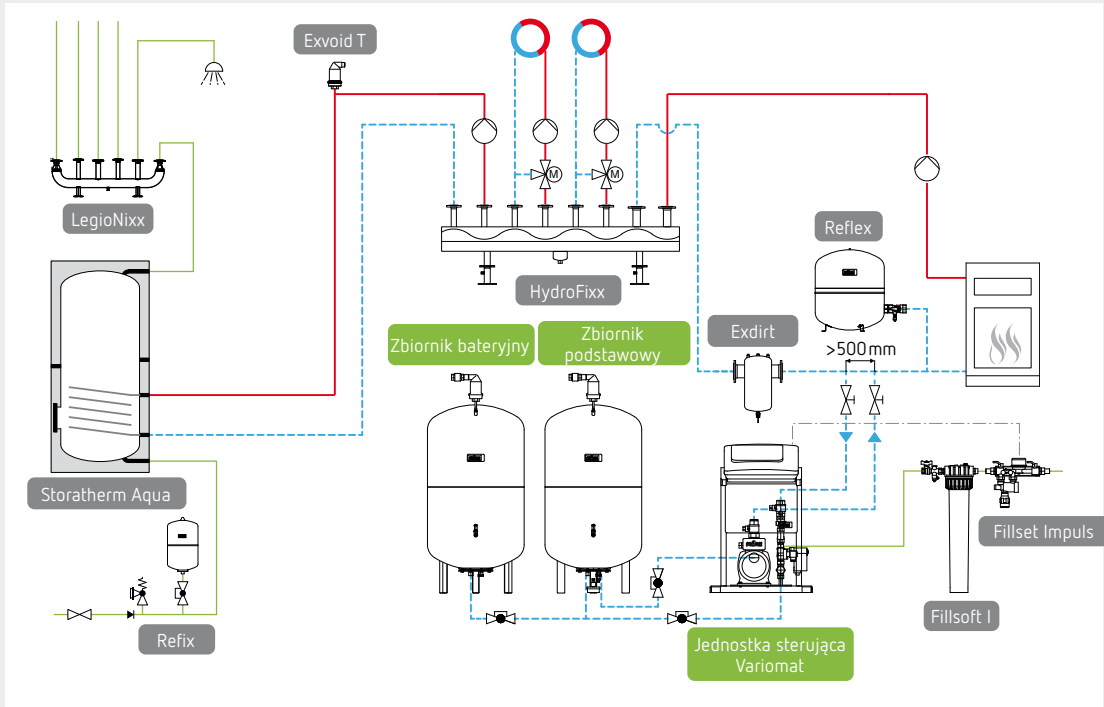 Exvoid T
LegioNixx
HydroFixx
Reflex
Zbiornik bateryjny
Zbiornik
podstawowy
Exdirt
>500mm
M
M
Storatherm Aqua
Fillset Impuls
Fillsoft I
Refix
Jednostka sterująca
Variomat